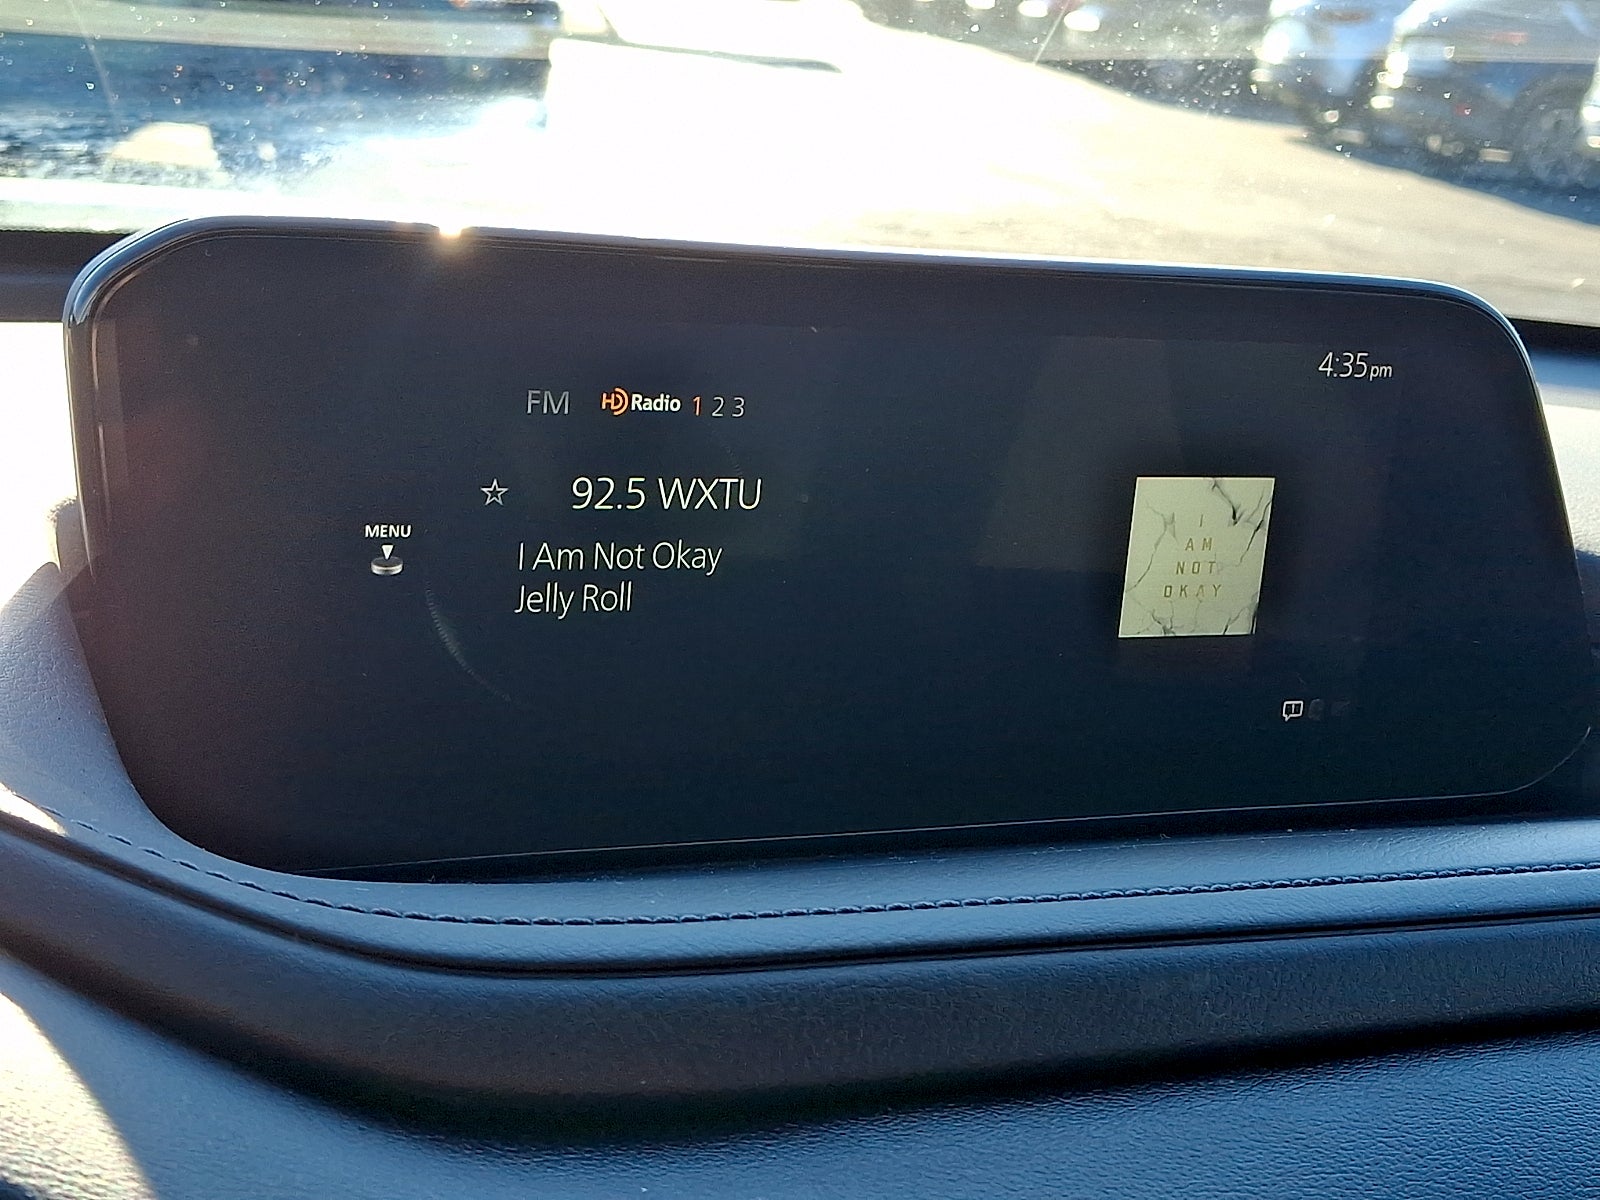 4:35pm
FM HD Radio 1 2 3
92.5 WXTU
MENU
I Am Not Okay
Jelly Roll
I
AM
NOT
OKAY